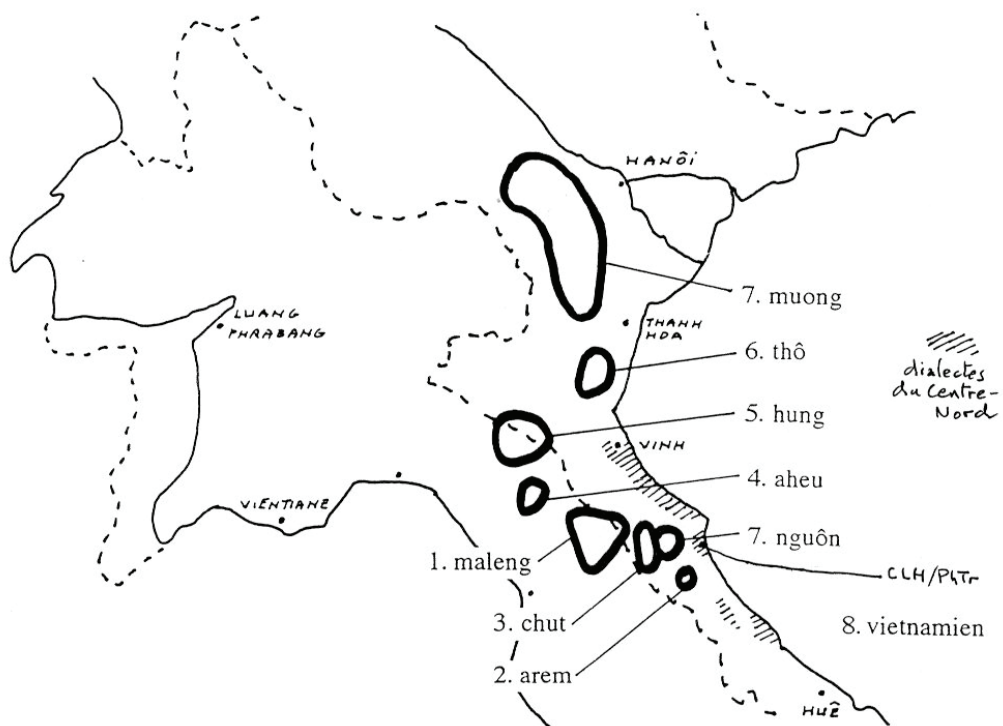 HANÔI
7. muong
LUANG
PHRABANG
THANH
HOA
6. thô
dialectes
du Centre-
Nord
5. hung
VINH
4. aheu
VIENTIANE
7. nguôn
1. maleng
CLH/PhTr
3. chut
8. vietnamien
2. arem
HUÊ